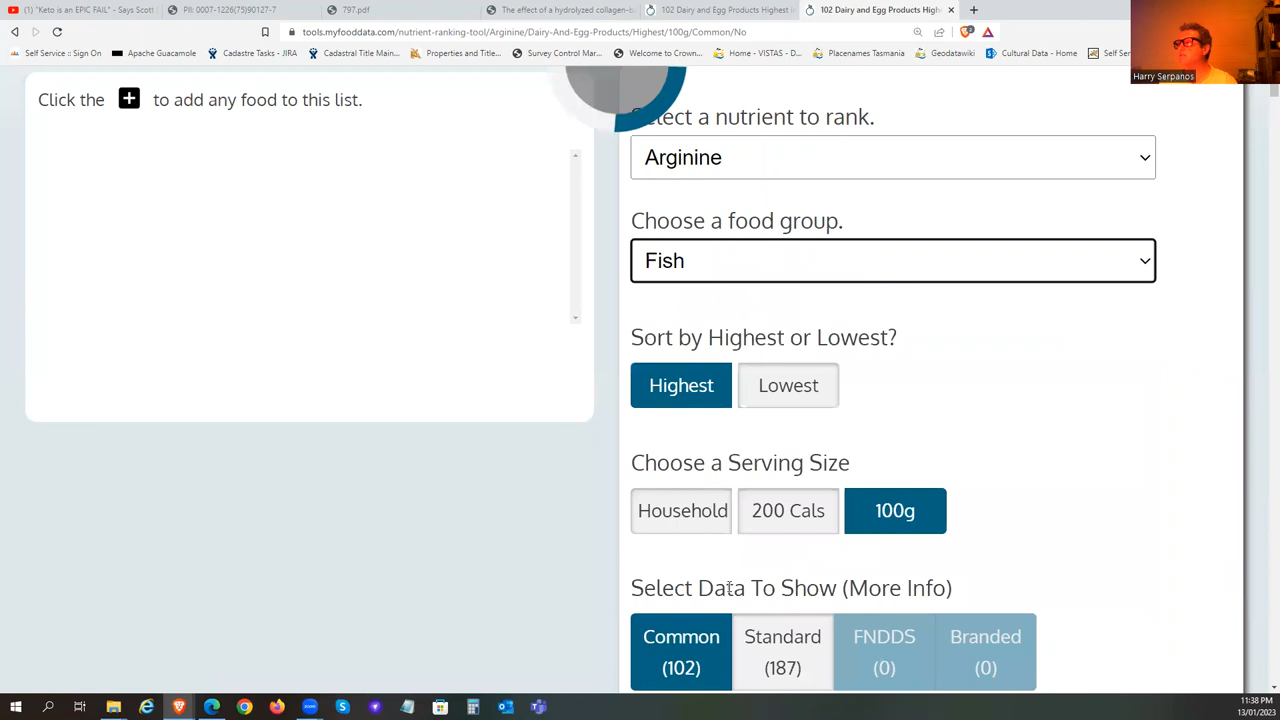 (1) "Keto is an EPIC FAIL" - Says Scott
PII: 0007-1226(75)90127-7
797.pdf
The effect of a hydrolyzed collagen-ba
102 Dairy and Egg Products Highest in
102 Dairy and Egg Products High
tools.myfooddata.com/nutrient-ranking-tool/Arginine/Dairy-And-Egg-Products/Highest/100g/Common/No
Self Service :: Sign On
Apache Guacamole
Cadastre Tasks - JIRA
Cadastral Title Main...
Properties and Title...
Survey Control Mar...
Welcome to Crown...
Home - VISTAS - D...
Placenames Tasmania
Geodatawiki
Cultural Data - Home
Self Serv
Harry Serpanos
Click the + to add any food to this list.
Select a nutrient to rank.
Arginine
Choose a food group.
Fish
Sort by Highest or Lowest?
Highest
Lowest
Choose a Serving Size
Household
200 Cals
100g
Select Data To Show (More Info)
Common
(102)
Standard
(187)
FNDDS
(0)
Branded
(0)
11:38 PM
13/01/2023